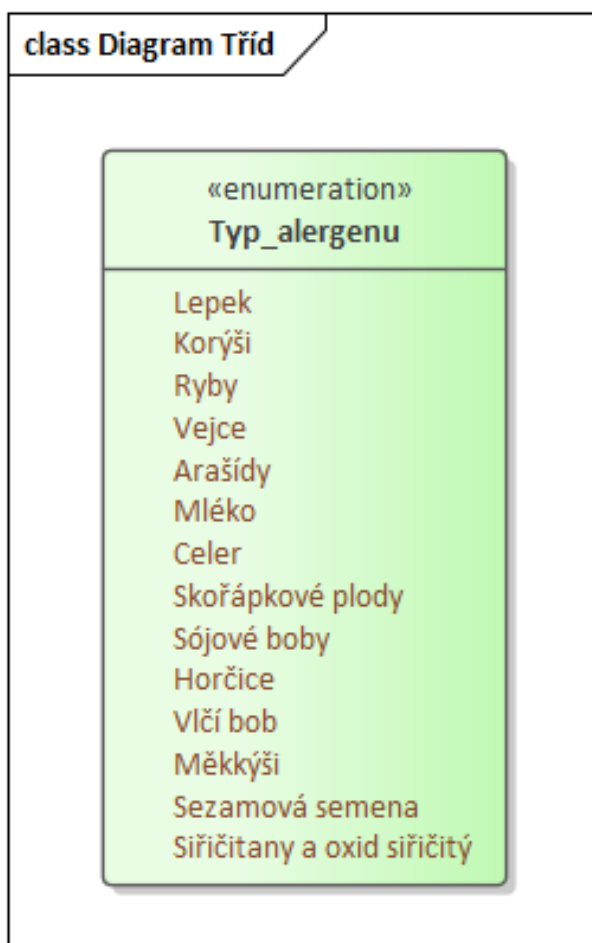 class Diagram Tříd
«enumeration»
Typ_alergenu
Lepek
Korýši
Ryby
Vejce
Arašídy
Mléko
Celer
Skořápkové plody
Sójové boby
Horčice
Vlčí bob
Měkkýši
Sezamová semena
Siřičitany a oxid siřičitý